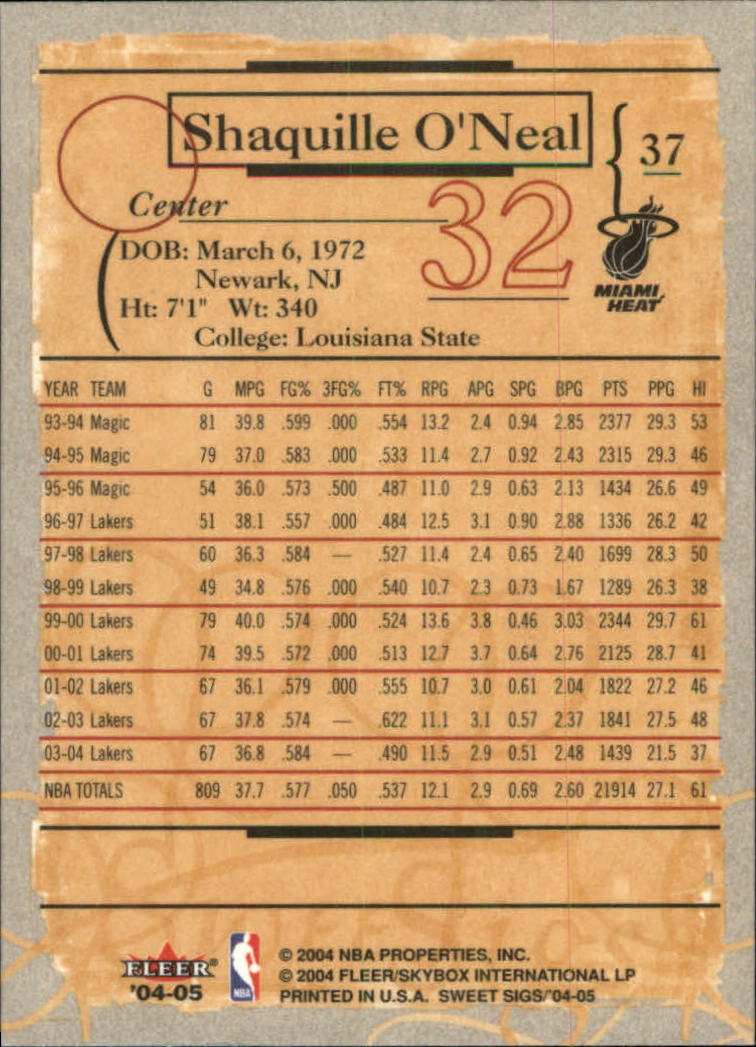 Shaquille O'Neal
37
Center
32
DOB: March 6, 1972
Newark, NJ
Ht: 7'1" Wt: 340
College: Louisiana State
MIAMI
HEAT
YEAR TEAM G MPG FG% 3FG% FT% RPG APG SPG BPG PTS PPG HI
93-94 Magic 81 39.8 .599 .000 .554 13.2 2.4 0.94 2.85 2377 29.3 53
94-95 Magic 79 37.0 .583 .000 .533 11.4 2.7 0.92 2.43 2315 29.3 46
95-96 Magic 54 36.0 .573 .500 .487 11.0 2.9 0.63 2.13 1434 26.6 49
96-97 Lakers 51 38.1 .557 .000 .484 12.5 3.1 0.90 2.88 1336 26.2 42
97-98 Lakers 60 36.3 .584 — .527 11.4 2.4 0.65 2.40 1699 28.3 50
98-99 Lakers 49 34.8 .576 .000 .540 10.7 2.3 0.73 1.67 1289 26.3 38
99-00 Lakers 79 40.0 .574 .000 .524 13.6 3.8 0.46 3.03 2344 29.7 61
00-01 Lakers 74 39.5 .572 .000 .513 12.7 3.7 0.64 2.76 2125 28.7 41
01-02 Lakers 67 36.1 .579 .000 .555 10.7 3.0 0.61 2.04 1822 27.2 46
02-03 Lakers 67 37.8 .574 — .622 11.1 3.1 0.57 2.37 1841 27.5 48
03-04 Lakers 67 36.8 .584 — .490 11.5 2.9 0.51 2.48 1439 21.5 37
NBA TOTALS 809 37.7 .577 .050 .537 12.1 2.9 0.69 2.60 21914 27.1 61
FLEER®
'04-05
NBA
© 2004 NBA PROPERTIES, INC.
© 2004 FLEER/SKYBOX INTERNATIONAL LP
PRINTED IN U.S.A. SWEET SIGS/'04-05